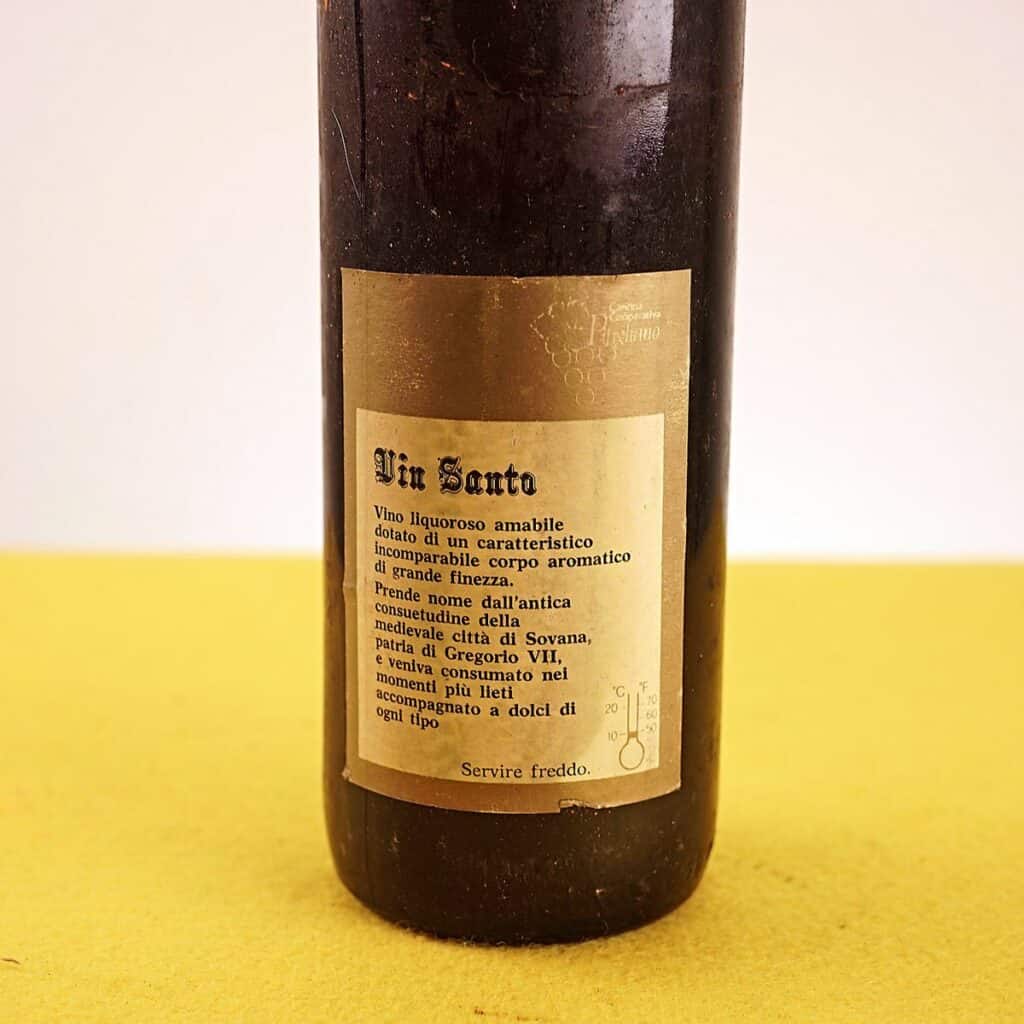 Cantina
Cooperativa
Pitigliano
Vin Santo
Vino liquoroso amabile
dotato di un caratteristico
incomparabile corpo aromatico
di grande finezza.
Prende nome dall'antica
consuetudine della
medievale città di Sovana,
patria di Gregorio VII,
e veniva consumato nei
momenti più lieti
accompagnato a dolci di
ogni tipo
°C °F
20 70
60
10 50
Servire freddo.